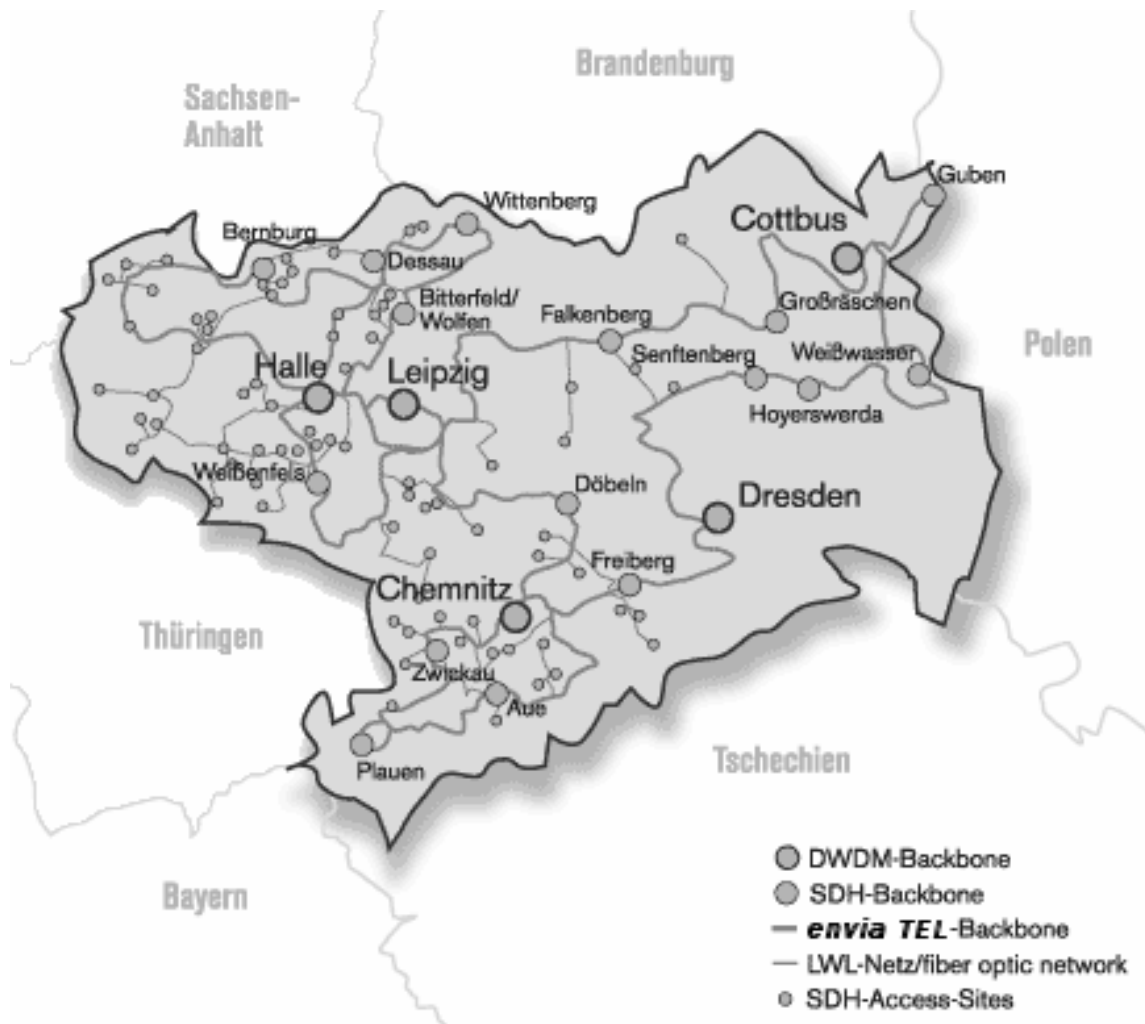 Brandenburg
Sachsen-
Anhalt
Guben
Wittenberg
Cottbus
Bernburg
Dessau
Bitterfeld/
Wolfen
Großräschen
Falkenberg
Polen
Senftenberg
Weißwasser
Halle
Leipzig
Hoyerswerda
Weißenfels
Döbeln
Dresden
Freiberg
Chemnitz
Thüringen
Zwickau
Aue
Tschechien
Plauen
Bayern
DWDM-Backbone
SDH-Backbone
envia TEL-Backbone
LWL-Netz/fiber optic network
SDH-Access-Sites